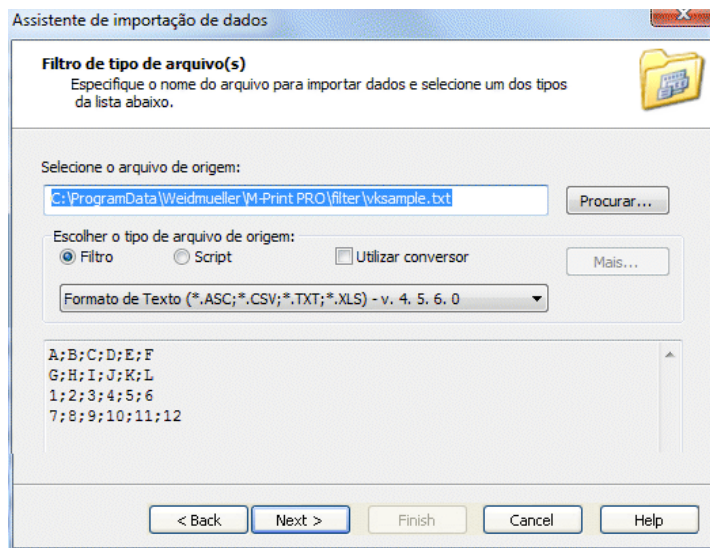 Assistente de importação de dados
Filtro de tipo de arquivo(s)
Especifique o nome do arquivo para importar dados e selecione um dos tipos
da lista abaixo.
Selecione o arquivo de origem:
C:\ProgramData\Weidmueller\M-Print PRO\filter\vksample.txt
Procurar...
Escolher o tipo de arquivo de origem:
Filtro Script Utilizar conversor Mais...
Formato de Texto (*.ASC;*.CSV;*.TXT;*.XLS) - v. 4. 5. 6. 0
A;B;C;D;E;F
G;H;I;J;K;L
1;2;3;4;5;6
7;8;9;10;11;12
< Back Next > Finish Cancel Help